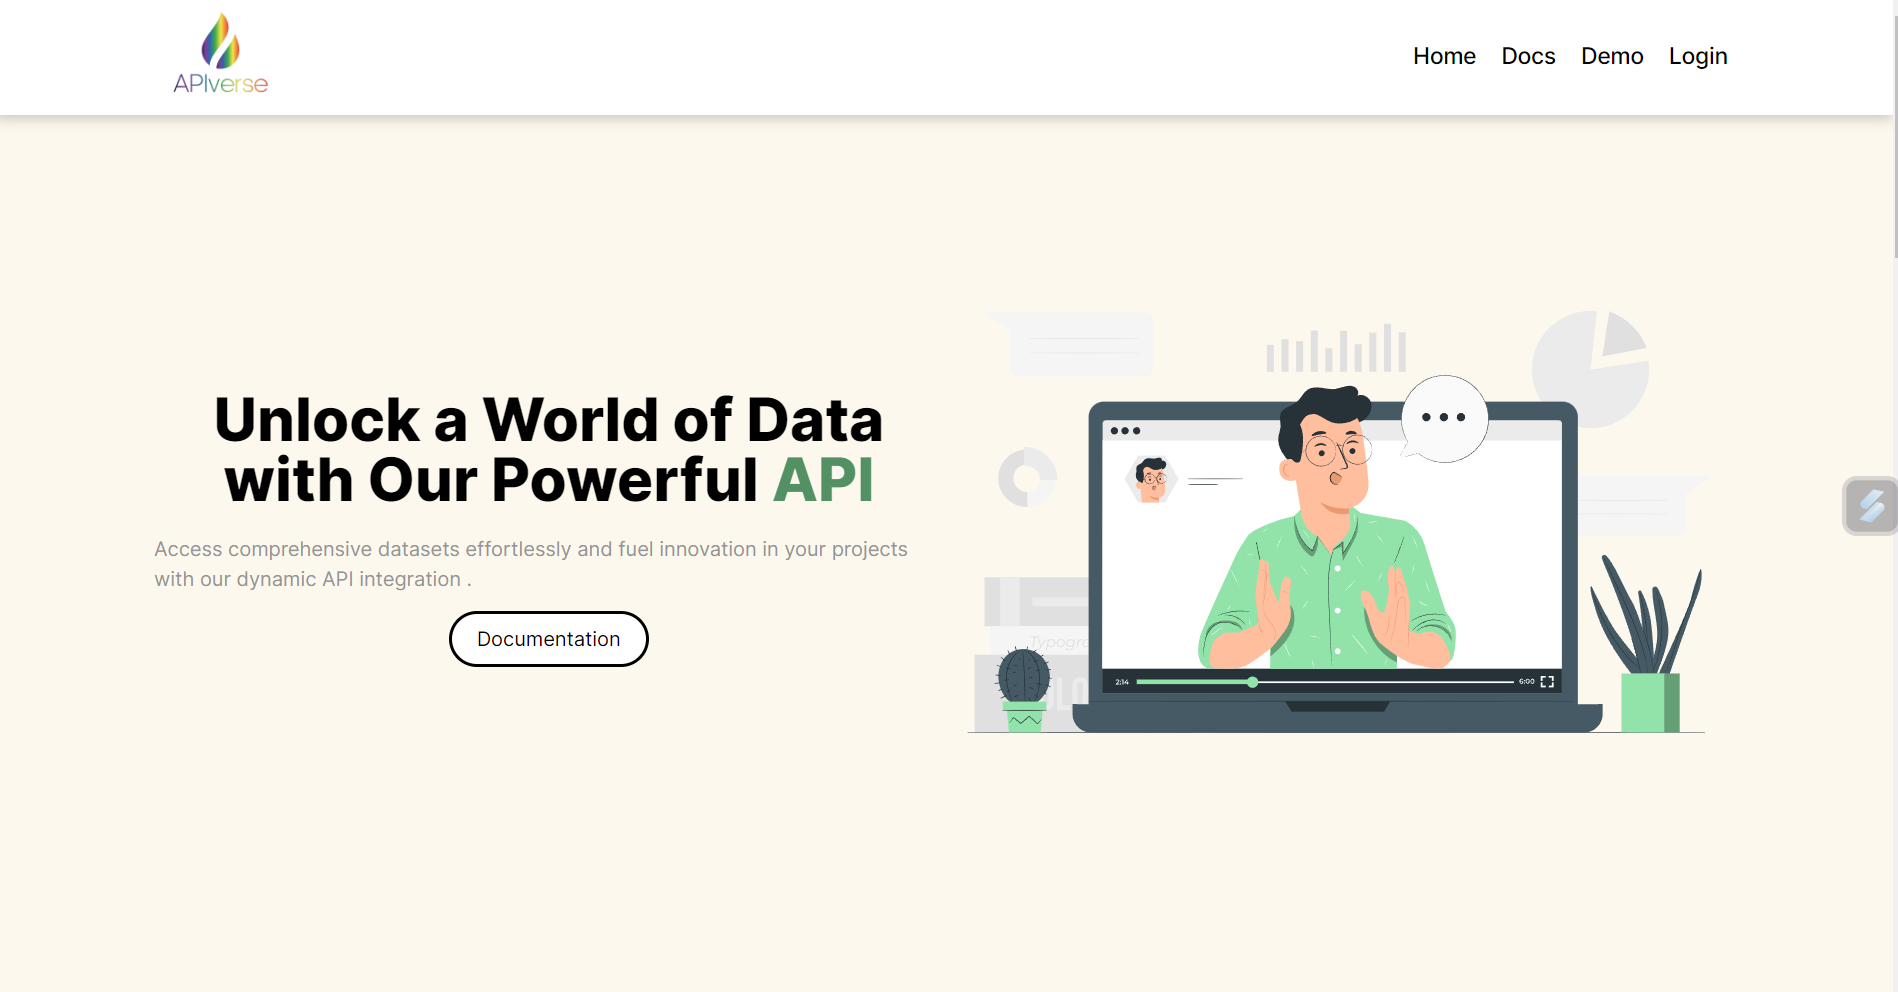 APIverse
Home Docs Demo Login
Unlock a World of Data
with Our Powerful API
Access comprehensive datasets effortlessly and fuel innovation in your projects
with our dynamic API integration .
Documentation
2:14 6:00